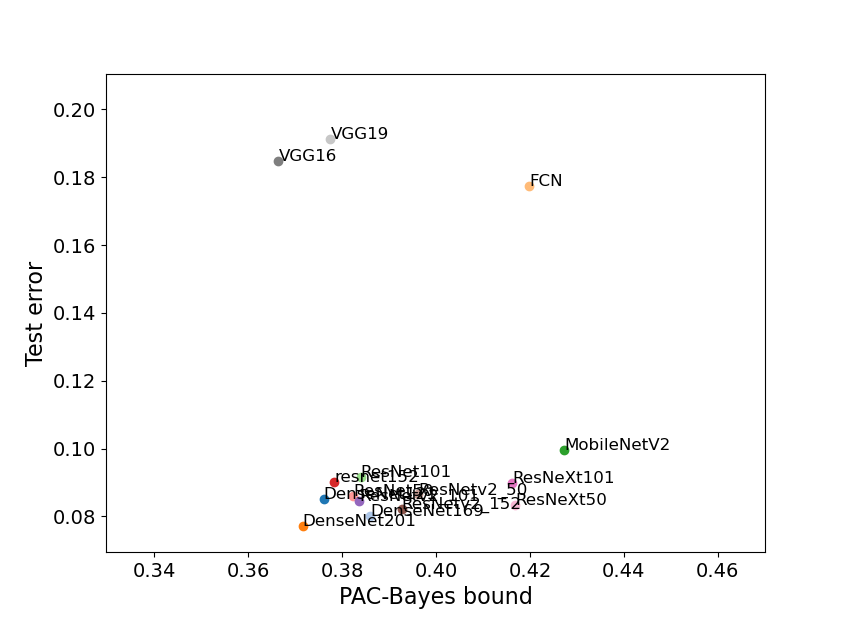 0.20
VGG19
VGG16
0.18
FCN
0.16
Test error
0.14
0.12
MobileNetV2
0.10
ResNet101
resnet152
ResNeXt101
ResNetv2_50
ResNeXt50
ResNetv2_152
DenseNet169
DenseNet201
0.08
0.34
0.36
0.38
0.40
0.42
0.44
0.46
PAC-Bayes bound